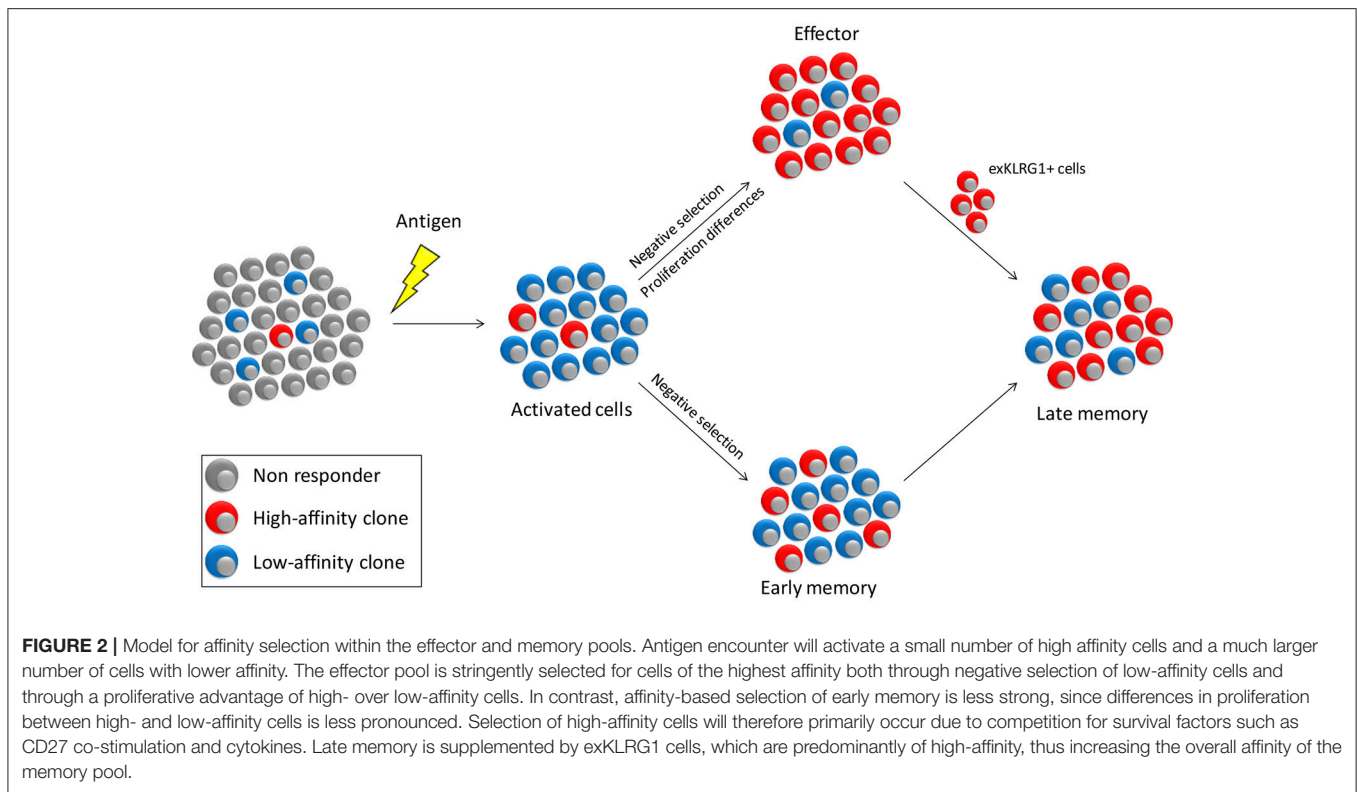 Effector
exKLRG1+ cells
Negative selection
Proliferation differences
Antigen
Activated cells
Negative selection
Late memory
Early memory
Non responder
High-affinity clone
Low-affinity clone
FIGURE 2 | Model for affinity selection within the effector and memory pools. Antigen encounter will activate a small number of high affinity cells and a much larger
number of cells with lower affinity. The effector pool is stringently selected for cells of the highest affinity both through negative selection of low-affinity cells and
through a proliferative advantage of high- over low-affinity cells. In contrast, affinity-based selection of early memory is less strong, since differences in proliferation
between high- and low-affinity cells is less pronounced. Selection of high-affinity cells will therefore primarily occur due to competition for survival factors such as
CD27 co-stimulation and cytokines. Late memory is supplemented by exKLRG1 cells, which are predominantly of high-affinity, thus increasing the overall affinity of the
memory pool.